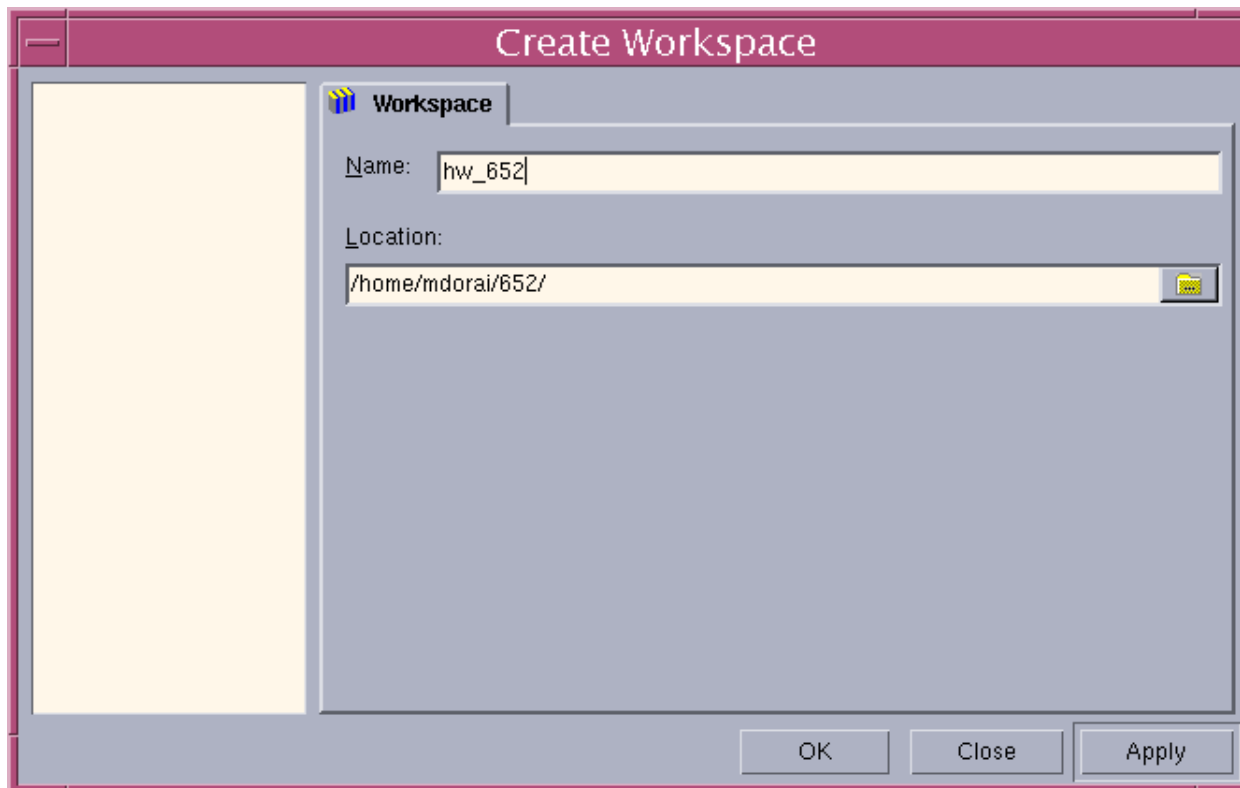 Create Workspace
Workspace
Name: hw_652
Location:
/home/mdorai/652/
OK Close Apply